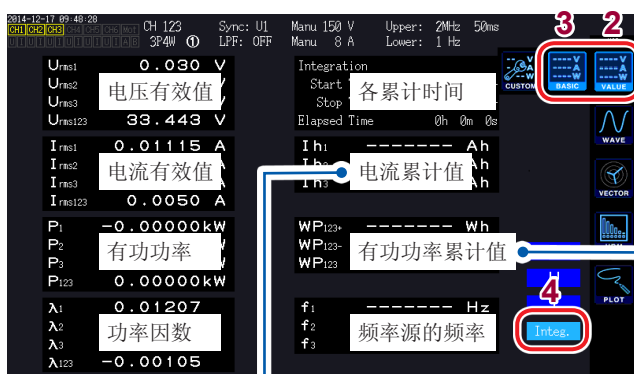 2014-12-17 09:48:28
CH1 CH2 CH3 CH4 CH5 CH6 Mot
U I U I U I U I U I U I A B
CH 123 Sync: U1 Manu 150 V Upper: 2MHz 50ms
3P4W ① LPF: OFF Manu 8 A Lower: 1 Hz
3 2
CUSTOM
V
A
W
BASIC
V
A
W
VALUE
Urms1 0.030 V
Urms2
Urms3
Urms123 33.443 V
电压有效值
Integration
Start
Stop
Elapsed Time 0h 0m 0s
各累计时间
WAVE
Irms1 0.01115 A
Irms2
Irms3
Irms123 0.0050 A
电流有效值
Ih1 ------- Ah
Ih2 Ah
Ih3 ------- Ah
电流累计值
VECTOR
P1 -0.00000kW
P2
P3
P123 0.00000kW
有功功率
WP123+ ------- Wh
WP123-
WP123
有功功率累计值
PLOT
λ1 0.01207
λ2
λ3
λ123 -0.00105
功率因数
f1 ------- Hz
f2
f3
频率源的频率
4
Integ.